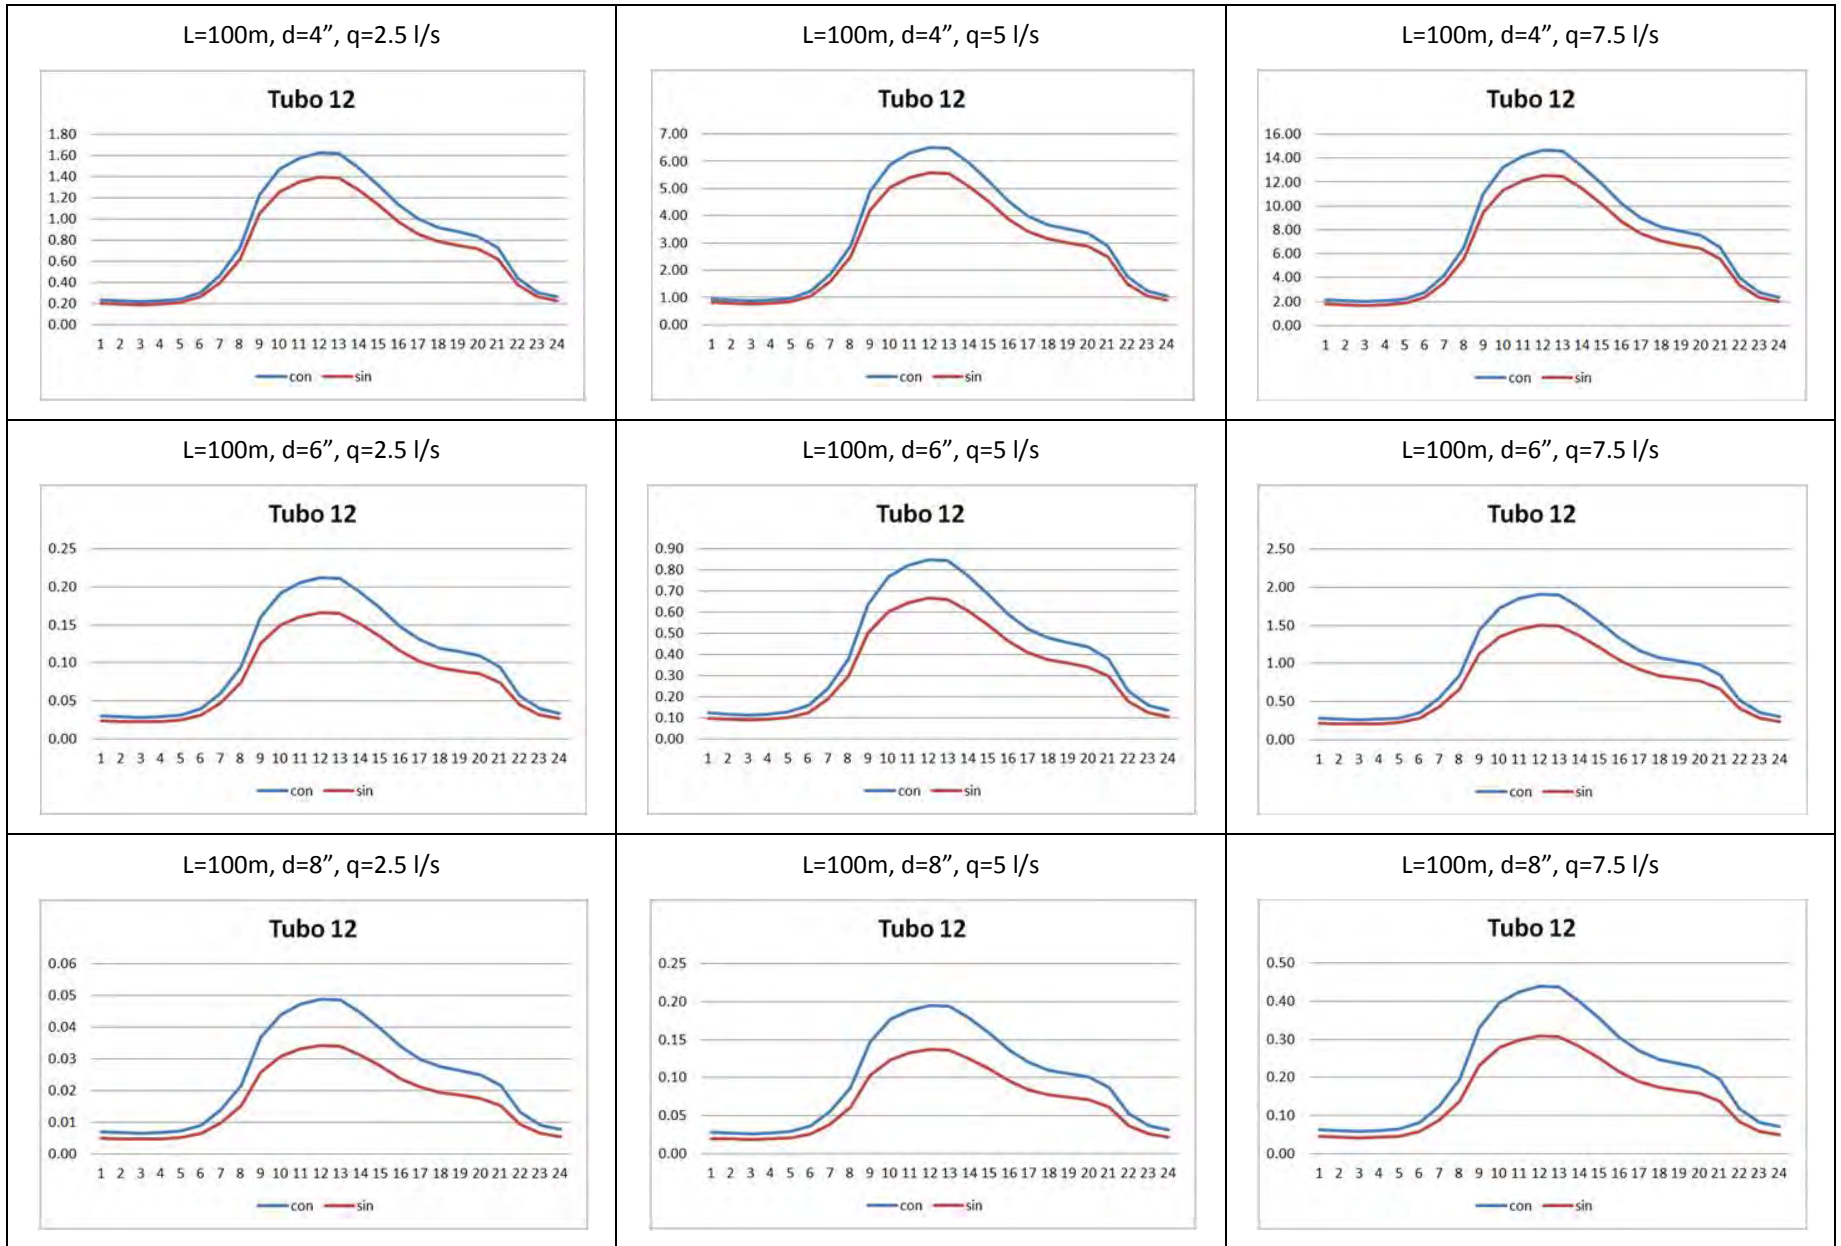 L=100m, d=4”, q=2.5 l/s
Tubo 12
1.80
1.60
1.40
1.20
1.00
0.80
0.60
0.40
0.20
0.00
1 2 3 4 5 6 7 8 9 10 11 12 13 14 15 16 17 18 19 20 21 22 23 24
con sin
L=100m, d=4”, q=5 l/s
Tubo 12
7.00
6.00
5.00
4.00
3.00
2.00
1.00
0.00
1 2 3 4 5 6 7 8 9 10 11 12 13 14 15 16 17 18 19 20 21 22 23 24
con sin
L=100m, d=4”, q=7.5 l/s
Tubo 12
16.00
14.00
12.00
10.00
8.00
6.00
4.00
2.00
0.00
1 2 3 4 5 6 7 8 9 10 11 12 13 14 15 16 17 18 19 20 21 22 23 24
con sin
L=100m, d=6”, q=2.5 l/s
Tubo 12
0.25
0.20
0.15
0.10
0.05
0.00
1 2 3 4 5 6 7 8 9 10 11 12 13 14 15 16 17 18 19 20 21 22 23 24
con sin
L=100m, d=6”, q=5 l/s
Tubo 12
0.90
0.80
0.70
0.60
0.50
0.40
0.30
0.20
0.10
0.00
1 2 3 4 5 6 7 8 9 10 11 12 13 14 15 16 17 18 19 20 21 22 23 24
con sin
L=100m, d=6”, q=7.5 l/s
Tubo 12
2.50
2.00
1.50
1.00
0.50
0.00
1 2 3 4 5 6 7 8 9 10 11 12 13 14 15 16 17 18 19 20 21 22 23 24
con sin
L=100m, d=8”, q=2.5 l/s
Tubo 12
0.06
0.05
0.04
0.03
0.02
0.01
0.00
1 2 3 4 5 6 7 8 9 10 11 12 13 14 15 16 17 18 19 20 21 22 23 24
con sin
L=100m, d=8”, q=5 l/s
Tubo 12
0.25
0.20
0.15
0.10
0.05
0.00
1 2 3 4 5 6 7 8 9 10 11 12 13 14 15 16 17 18 19 20 21 22 23 24
con sin
L=100m, d=8”, q=7.5 l/s
Tubo 12
0.50
0.40
0.30
0.20
0.10
0.00
1 2 3 4 5 6 7 8 9 10 11 12 13 14 15 16 17 18 19 20 21 22 23 24
con sin